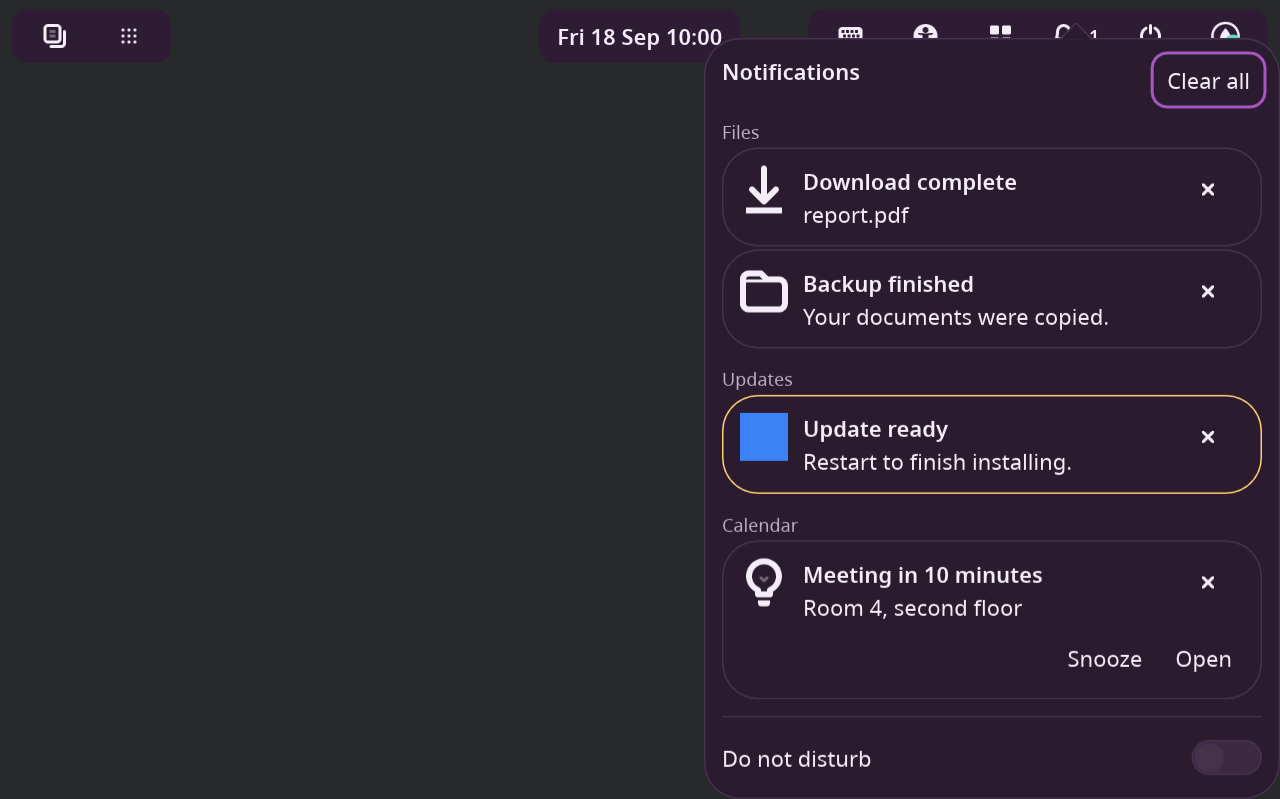 Fri 18 Sep 10:00
1
Notifications
Clear all
Files
Download complete
report.pdf
Backup finished
Your documents were copied.
Updates
Update ready
Restart to finish installing.
Calendar
Meeting in 10 minutes
Room 4, second floor
Snooze Open
Do not disturb